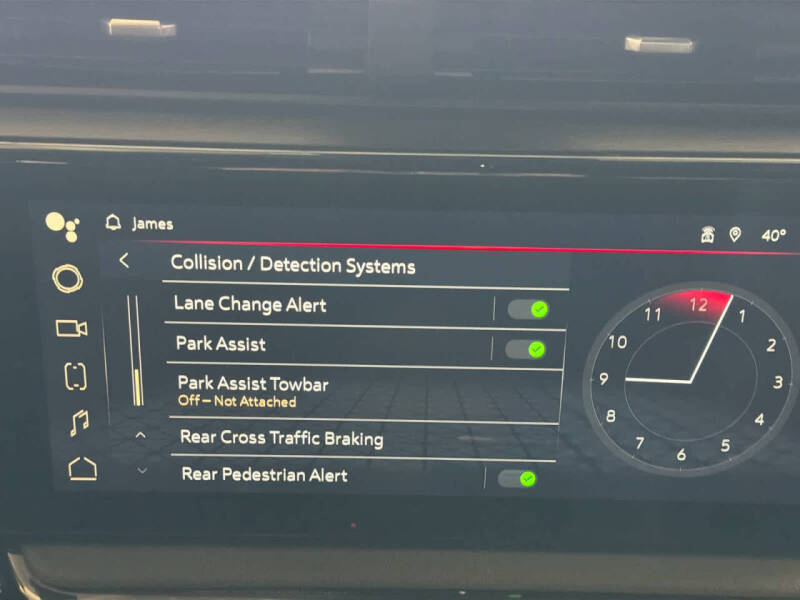 James
40°
Collision / Detection Systems
Lane Change Alert
Park Assist
Park Assist Towbar
Off – Not Attached
Rear Cross Traffic Braking
Rear Pedestrian Alert
12
1
2
3
4
5
6
7
8
9
10
11